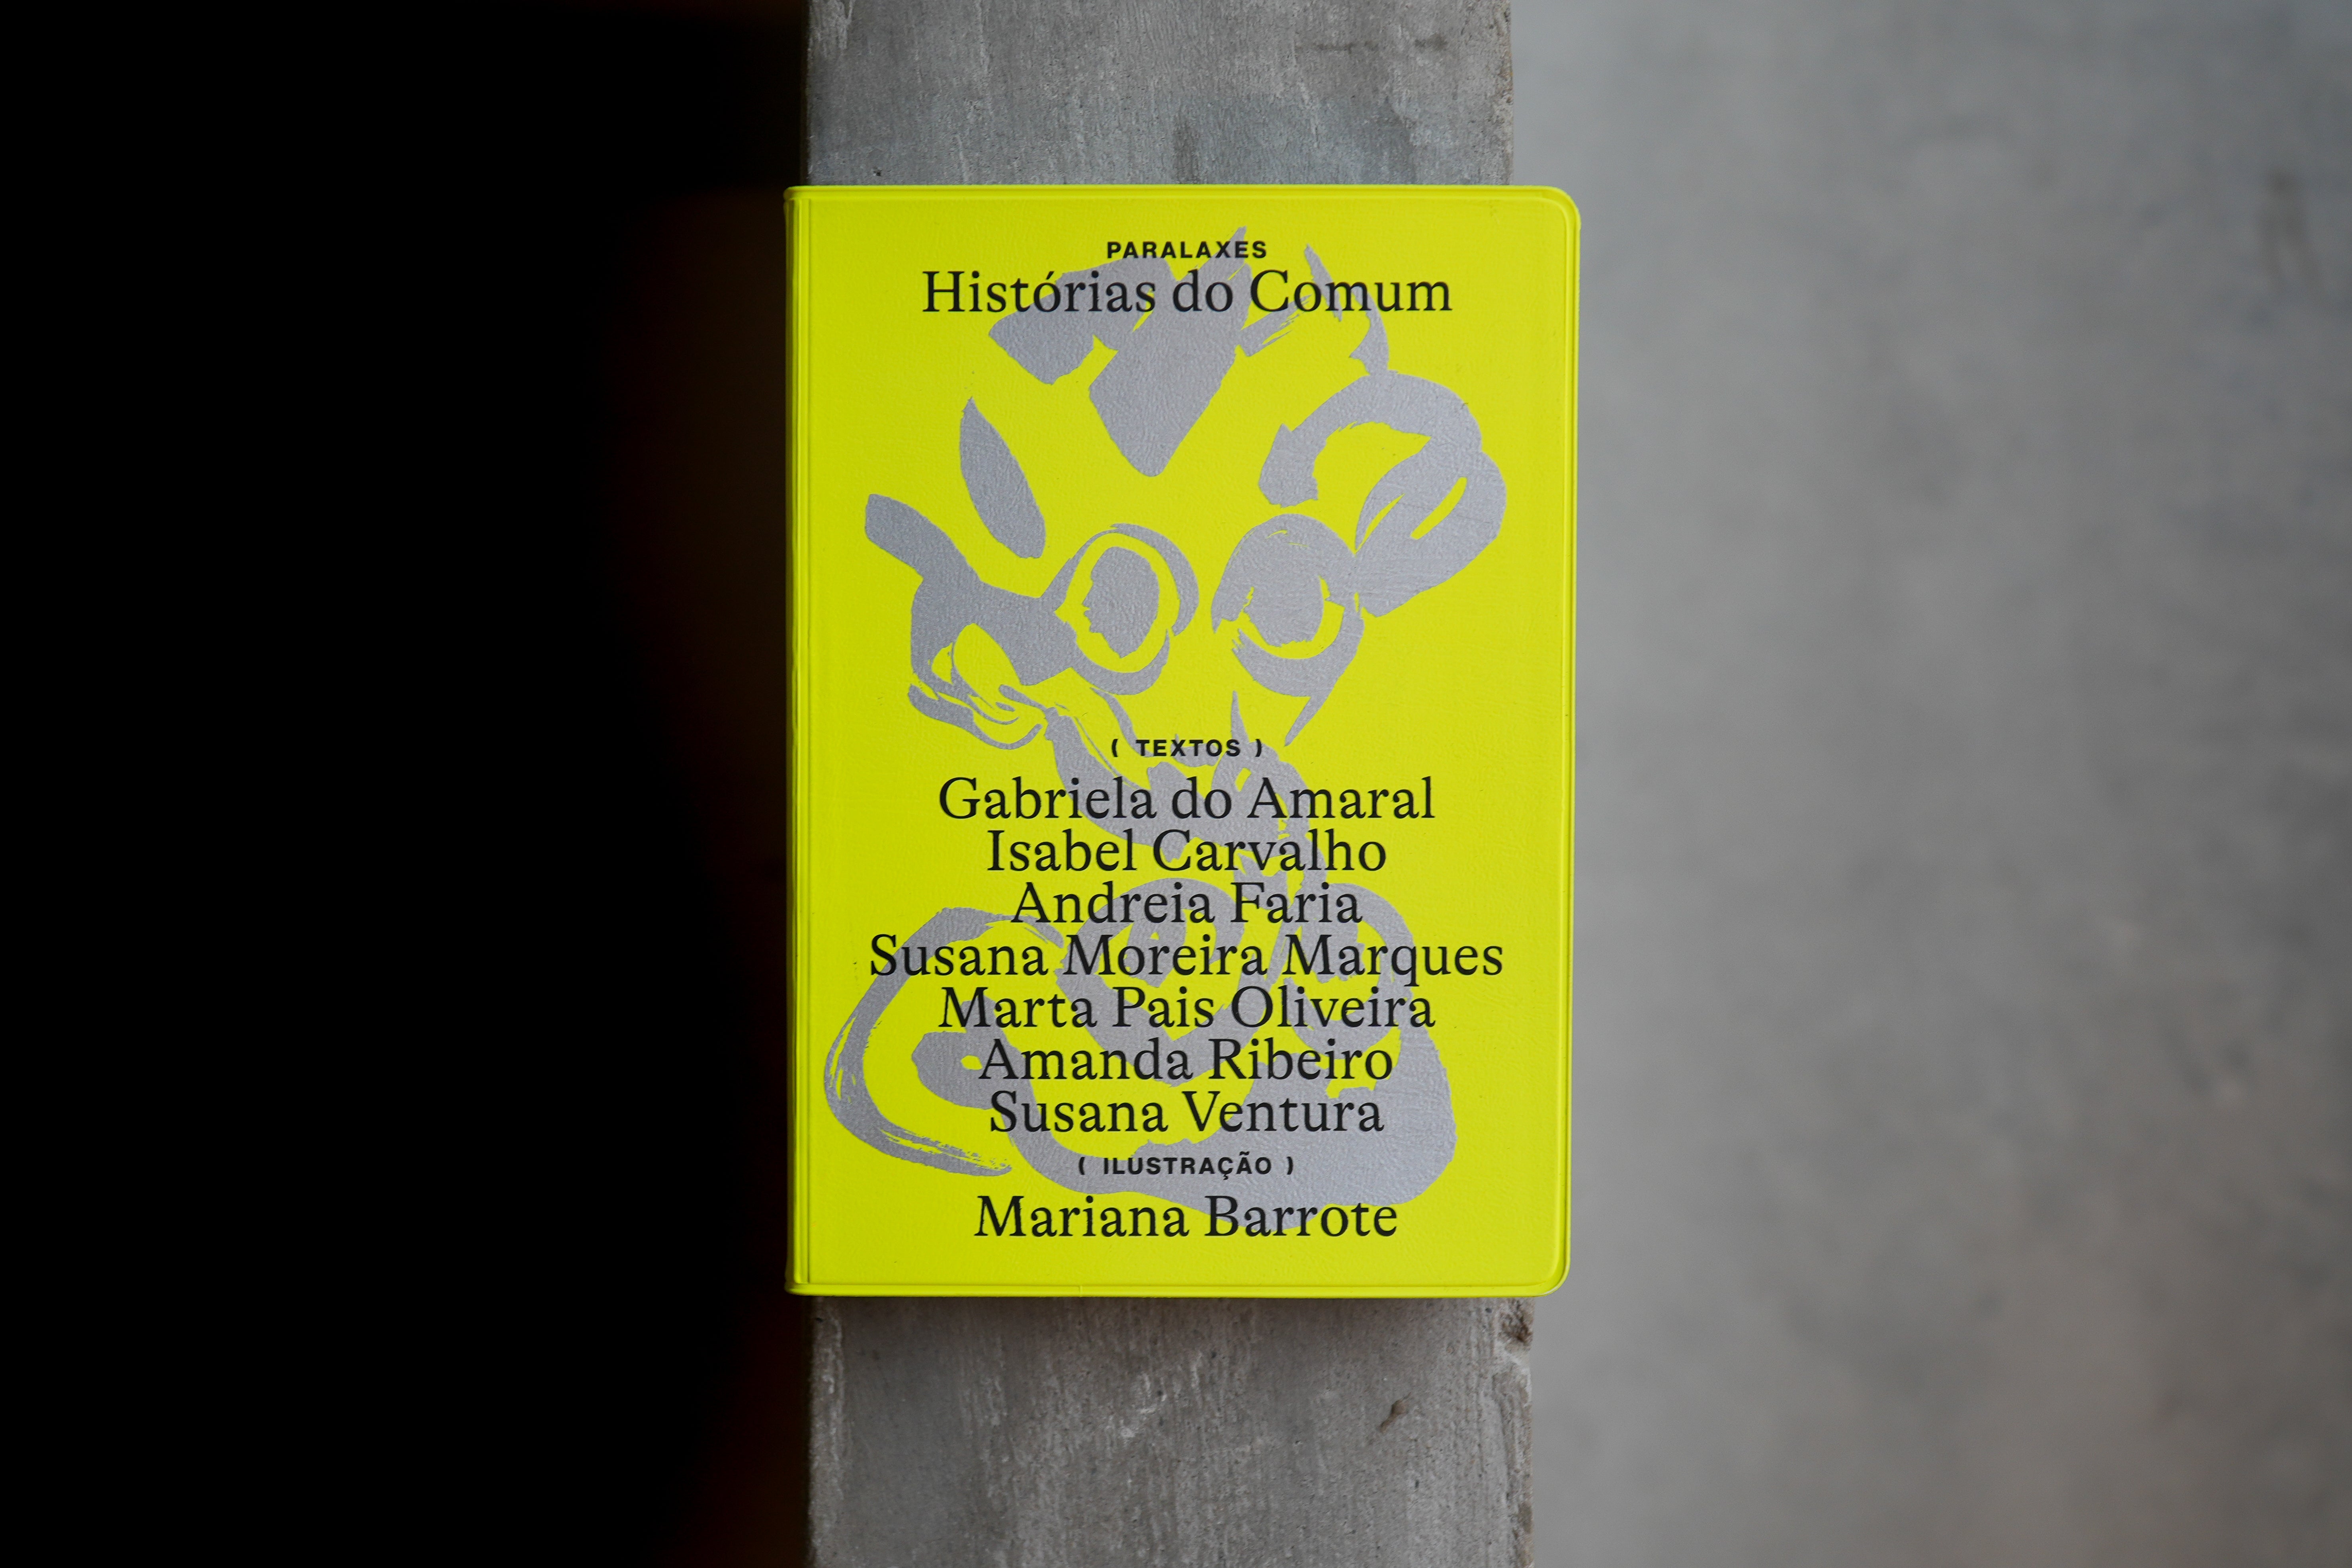 PARALAXES
Histórias do Comum
( TEXTOS )
Gabriela do Amaral
Isabel Carvalho
Andreia Faria
Susana Moreira Marques
Marta Pais Oliveira
Amanda Ribeiro
Susana Ventura
( ILUSTRAÇÃO )
Mariana Barrote